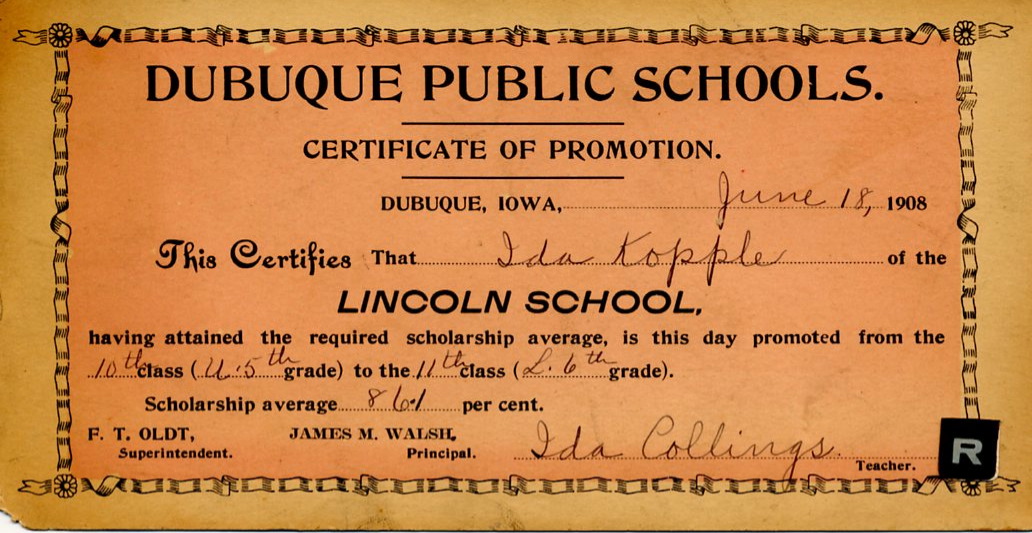 DUBUQUE PUBLIC SCHOOLS.
CERTIFICATE OF PROMOTION.
DUBUQUE, IOWA, June 18, 1908
This Certifies That Ida Kopple of the
LINCOLN SCHOOL,
having attained the required scholarship average, is this day promoted from the
10th class (U. 5th grade) to the 11th class (L. 6th grade).
Scholarship average 86.1 per cent.
F. T. OLDT, JAMES M. WALSH, Ida Collings
Superintendent. Principal. Teacher.
R